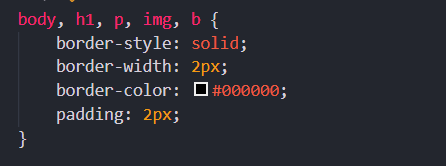 body, h1, p, img, b {
    border-style: solid;
    border-width: 2px;
    border-color: #000000;
    padding: 2px;
}